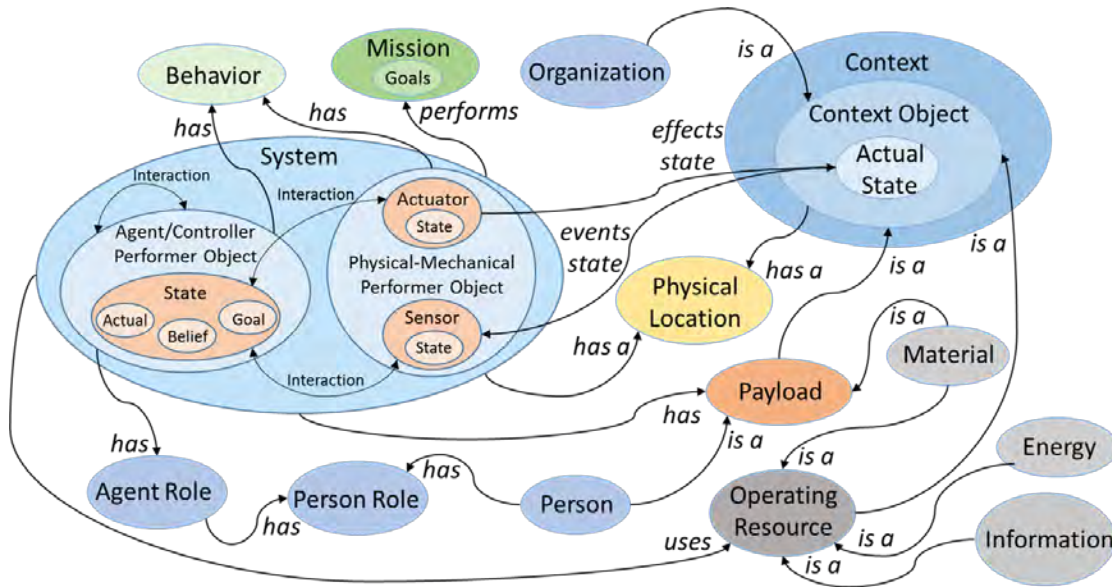 Mission
Goals
Behavior
Organization
is a
Context
Context Object
Actual
State
has
performs
has
effects
state
System
Interaction
Interaction
Actuator
State
Agent/Controller
Performer Object
Physical-Mechanical
Performer Object
events
state
is a
has a
is a
State
Actual
Belief
Goal
Sensor
State
Physical
Location
has a
is a
Material
Interaction
Payload
has
is a
is a
Energy
has
has
Agent Role
Person Role
has
Person
Operating
Resource
uses
is a
is a
Information